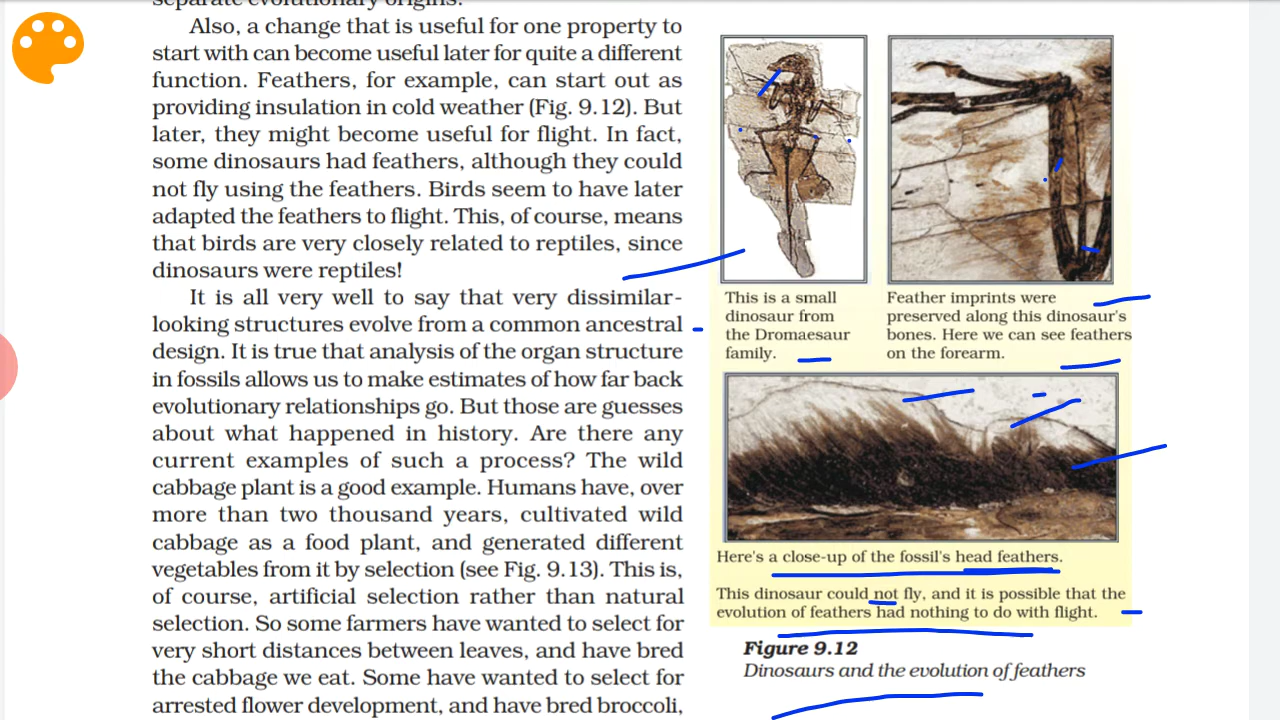 separate evolutionary origins.
Also, a change that is useful for one property to
start with can become useful later for quite a different
function. Feathers, for example, can start out as
providing insulation in cold weather (Fig. 9.12). But
later, they might become useful for flight. In fact,
some dinosaurs had feathers, although they could
not fly using the feathers. Birds seem to have later
adapted the feathers to flight. This, of course, means
that birds are very closely related to reptiles, since
dinosaurs were reptiles!
It is all very well to say that very dissimilar-
looking structures evolve from a common ancestral
design. It is true that analysis of the organ structure
in fossils allows us to make estimates of how far back
evolutionary relationships go. But those are guesses
about what happened in history. Are there any
current examples of such a process? The wild
cabbage plant is a good example. Humans have, over
more than two thousand years, cultivated wild
cabbage as a food plant, and generated different
vegetables from it by selection (see Fig. 9.13). This is,
of course, artificial selection rather than natural
selection. So some farmers have wanted to select for
very short distances between leaves, and have bred
the cabbage we eat. Some have wanted to select for
arrested flower development, and have bred broccoli,
This is a small
dinosaur from
the Dromaesaur
family.
Feather imprints were
preserved along this dinosaur's
bones. Here we can see feathers
on the forearm.
Here's a close-up of the fossil's head feathers.
This dinosaur could not fly, and it is possible that the
evolution of feathers had nothing to do with flight.
Figure 9.12
Dinosaurs and the evolution of feathers